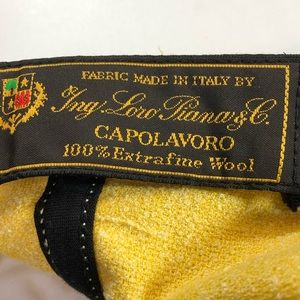 FABRIC MADE IN ITALY BY
Ing. Loro Piana & C.
CAPOLAVORO
100% Extrafine Wool